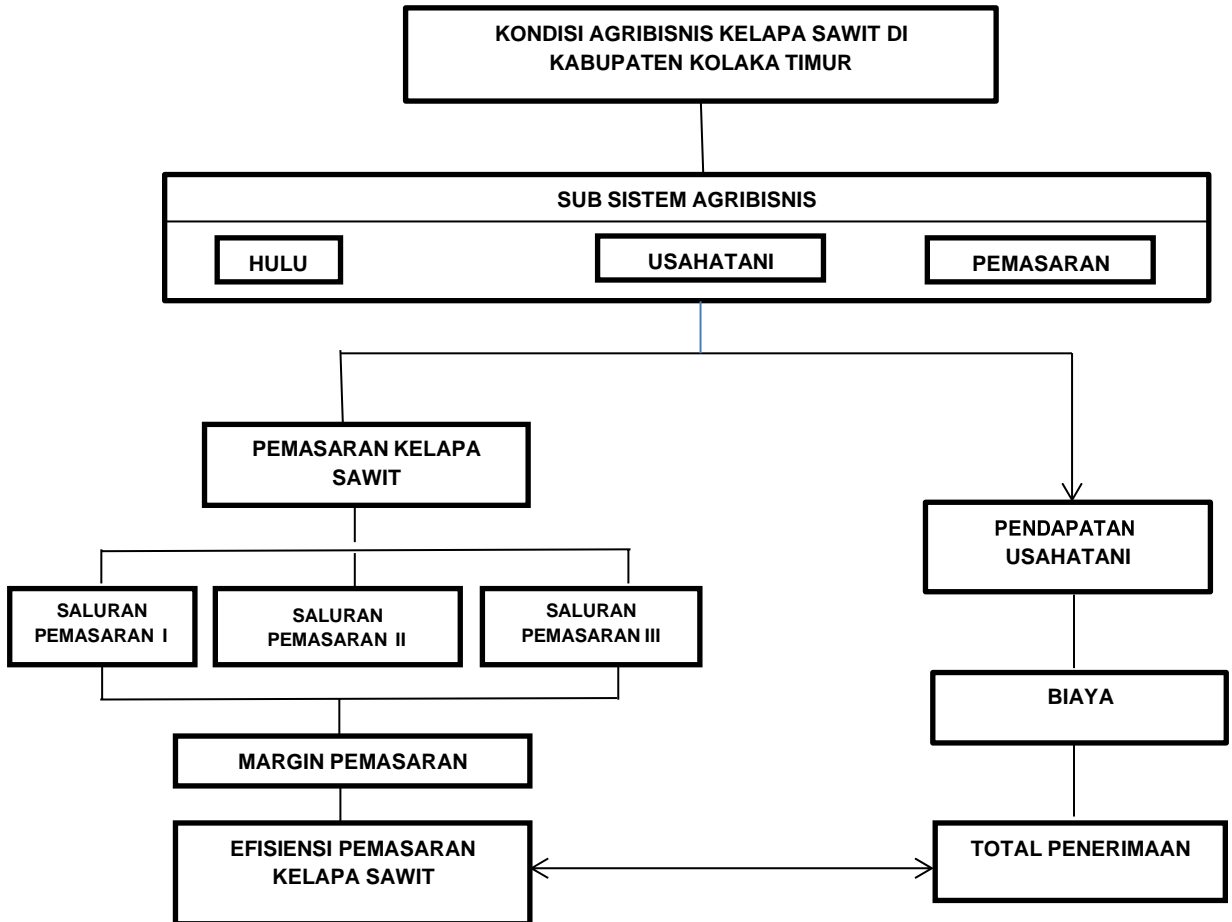 KONDISI AGRIBISNIS KELAPA SAWIT DI
KABUPATEN KOLAKA TIMUR
SUB SISTEM AGRIBISNIS
HULU
USAHATANI
PEMASARAN
PEMASARAN KELAPA
SAWIT
PENDAPATAN
USAHATANI
SALURAN
PEMASARAN I
SALURAN
PEMASARAN II
SALURAN
PEMASARAN III
BIAYA
MARGIN PEMASARAN
EFISIENSI PEMASARAN
KELAPA SAWIT
TOTAL PENERIMAAN